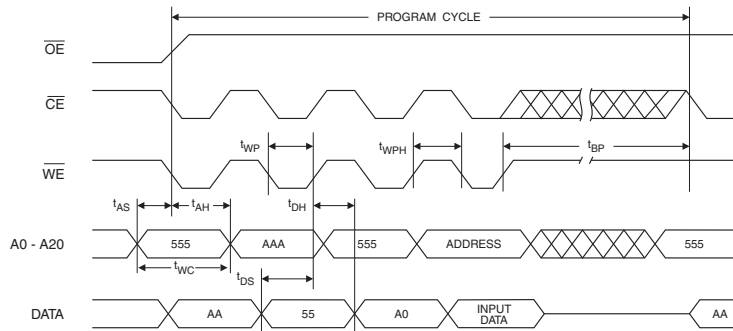 PROGRAM CYCLE
OE
CE
tWP
tWPH
tBP
WE
tAS
tAH
tDH
A0 - A20
555
AAA
555
ADDRESS
555
tWC
tDS
DATA
AA
55
A0
INPUT
DATA
AA